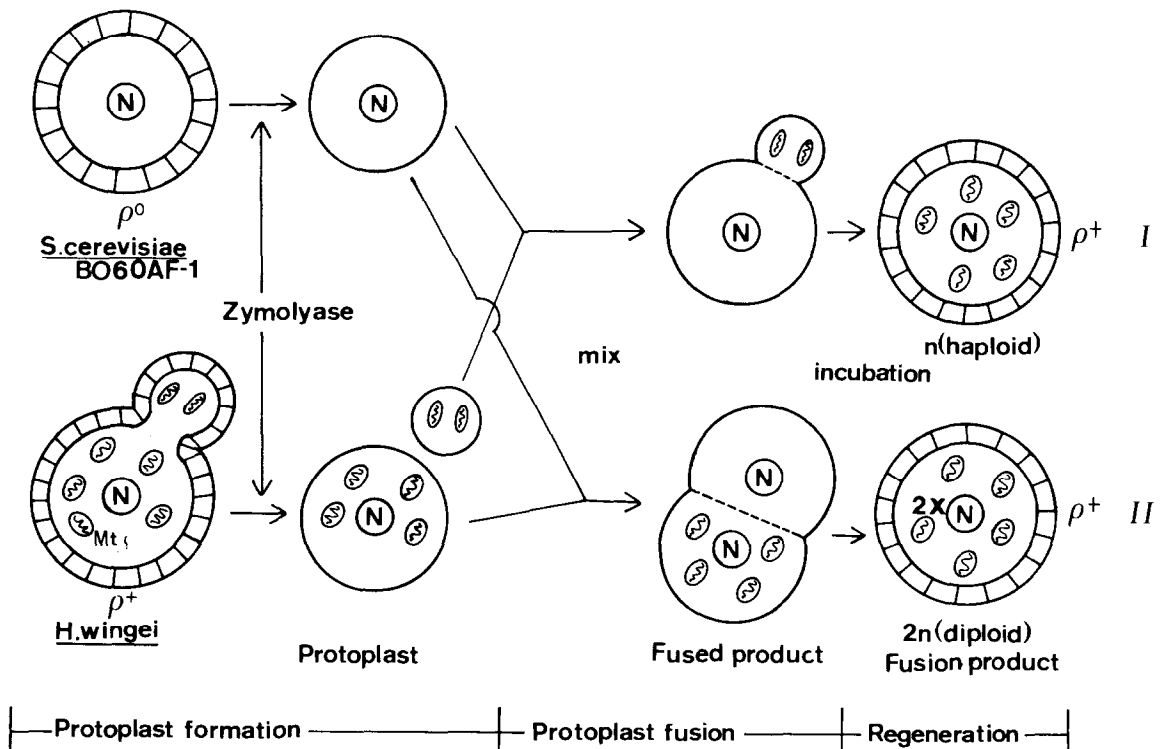 N
N
ρ⁰
S.cerevisiae
BO60AF-1
N
N
ρ⁺ I
n(haploid)
Zymolyase
mix
incubation
N
Mt
ρ⁺
H.wingei
N
Protoplast
N
N
Fused product
2X N
ρ⁺ II
2n(diploid)
Fusion product
Protoplast formation
Protoplast fusion
Regeneration